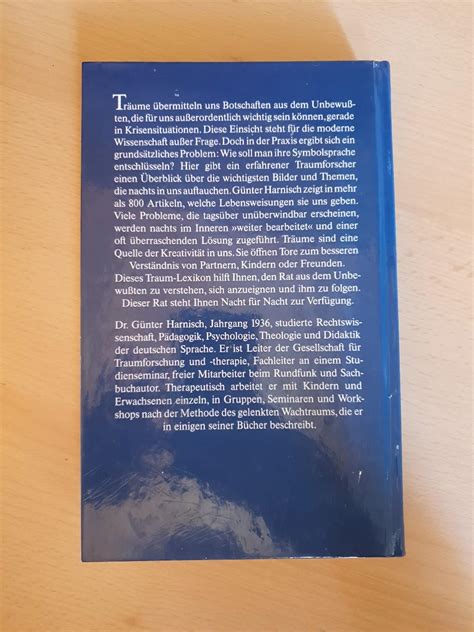 Träume übermitteln uns Botschaften aus dem Unbewuß-
ten, die für uns außerordentlich wichtig sein können, gerade
in Krisensituationen. Diese Einsicht steht für die moderne
Wissenschaft außer Frage. Doch in der Praxis ergibt sich ein
grundsätzliches Problem: Wie soll man ihre Symbolsprache
entschlüsseln? Hier gibt ein erfahrener Traumforscher
einen Überblick über die wichtigsten Bilder und Themen,
die nachts in uns auftauchen. Günter Harnisch zeigt in mehr
als 800 Artikeln, welche Lebensweisungen sie uns geben.
Viele Probleme, die tagsüber unüberwindbar erscheinen,
werden nachts im Inneren »weiter bearbeitet« und einer
oft überraschenden Lösung zugeführt. Träume sind eine
Quelle der Kreativität in uns. Sie öffnen Tore zum besseren
Verständnis von Partnern, Kindern oder Freunden.
Dieses Traum-Lexikon hilft Ihnen, den Rat aus dem Unbe-
wußten zu verstehen, sich anzueignen und ihm zu folgen.
Dieser Rat steht Ihnen Nacht für Nacht zur Verfügung.
Dr. Günter Harnisch, Jahrgang 1936, studierte Rechtswis-
senschaft, Pädagogik, Psychologie, Theologie und Didaktik
der deutschen Sprache. Er ist Leiter der Gesellschaft für
Traumforschung und -therapie, Fachleiter an einem Stu-
dienseminar, freier Mitarbeiter beim Rundfunk und Sach-
buchautor. Therapeutisch arbeitet er mit Kindern und
Erwachsenen einzeln, in Gruppen, Seminaren und Work-
shops nach der Methode des gelenkten Wachtraums, die er
in einigen seiner Bücher beschreibt.